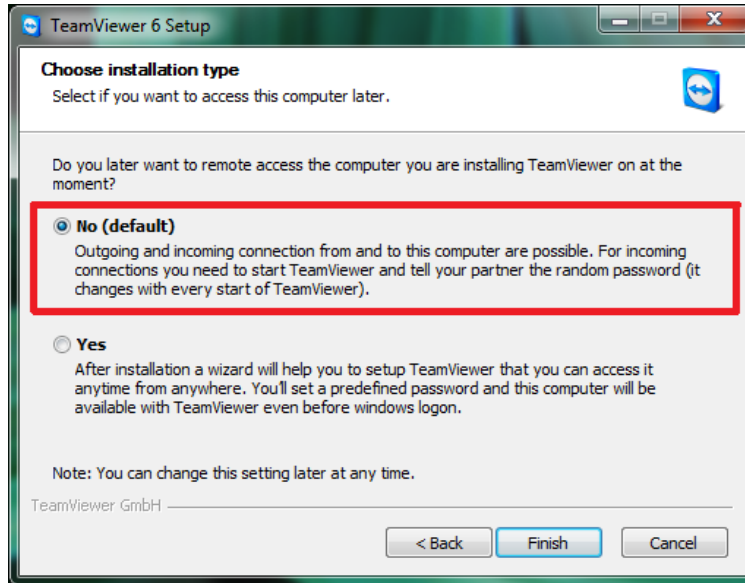 TeamViewer 6 Setup
Choose installation type
Select if you want to access this computer later.
Do you later want to remote access the computer you are installing TeamViewer on at the
moment?
No (default)
Outgoing and incoming connection from and to this computer are possible. For incoming
connections you need to start TeamViewer and tell your partner the random password (it
changes with every start of TeamViewer).
Yes
After installation a wizard will help you to setup TeamViewer that you can access it
anytime from anywhere. You'll set a predefined password and this computer will be
available with TeamViewer even before windows logon.
Note: You can change this setting later at any time.
TeamViewer GmbH
< Back Finish Cancel